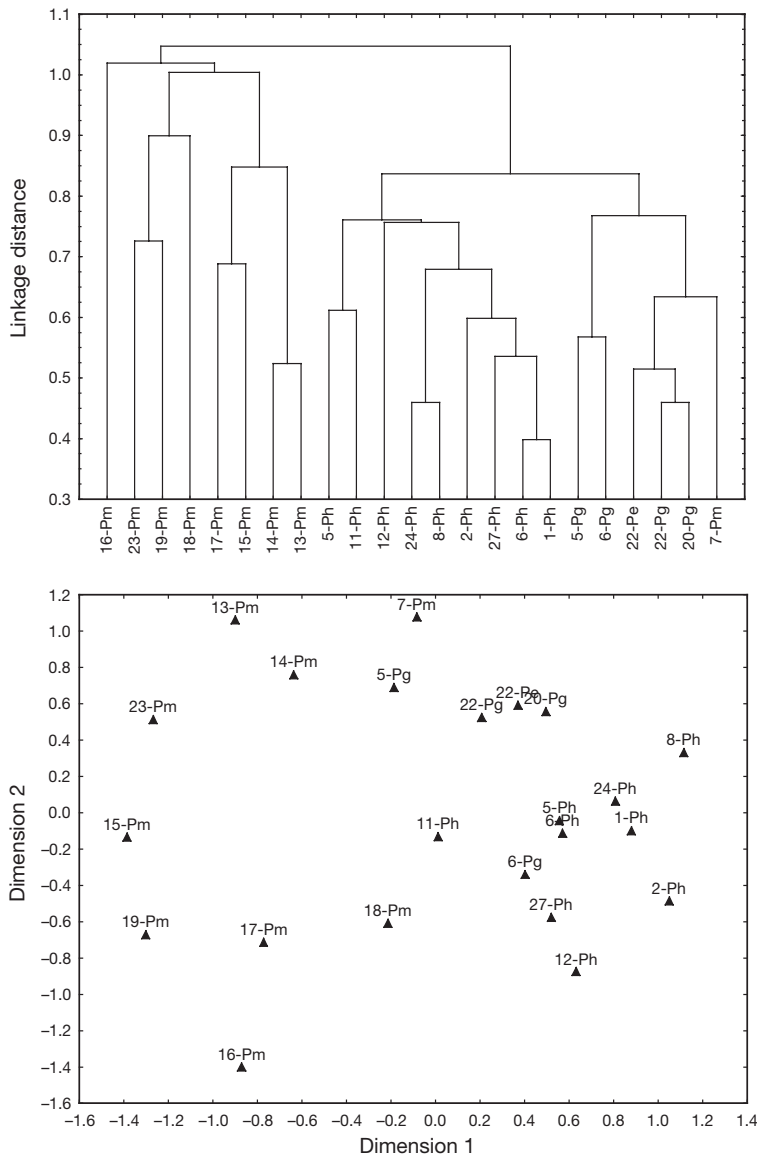 1.1
1.0
0.9
0.8
0.7
0.6
0.5
0.4
0.3
Linkage distance
16-Pm
23-Pm
19-Pm
18-Pm
17-Pm
15-Pm
14-Pm
13-Pm
5-Ph
11-Ph
12-Ph
24-Ph
8-Ph
2-Ph
27-Ph
6-Ph
1-Ph
5-Pg
6-Pg
22-Pe
22-Pg
20-Pg
7-Pm
1.2
1.0
0.8
0.6
0.4
0.2
0.0
−0.2
−0.4
−0.6
−0.8
−1.0
−1.2
−1.4
−1.6
Dimension 2
13-Pm
7-Pm
14-Pm
5-Pg
23-Pm
22-Pg
22-Pe
20-Pg
8-Ph
24-Ph
15-Pm
11-Ph
5-Ph
6-Ph
1-Ph
6-Pg
2-Ph
19-Pm
17-Pm
18-Pm
27-Ph
12-Ph
16-Pm
−1.6 −1.4 −1.2 −1.0 −0.8 −0.6 −0.4 −0.2 0.0 0.2 0.4 0.6 0.8 1.0 1.2 1.4
Dimension 1